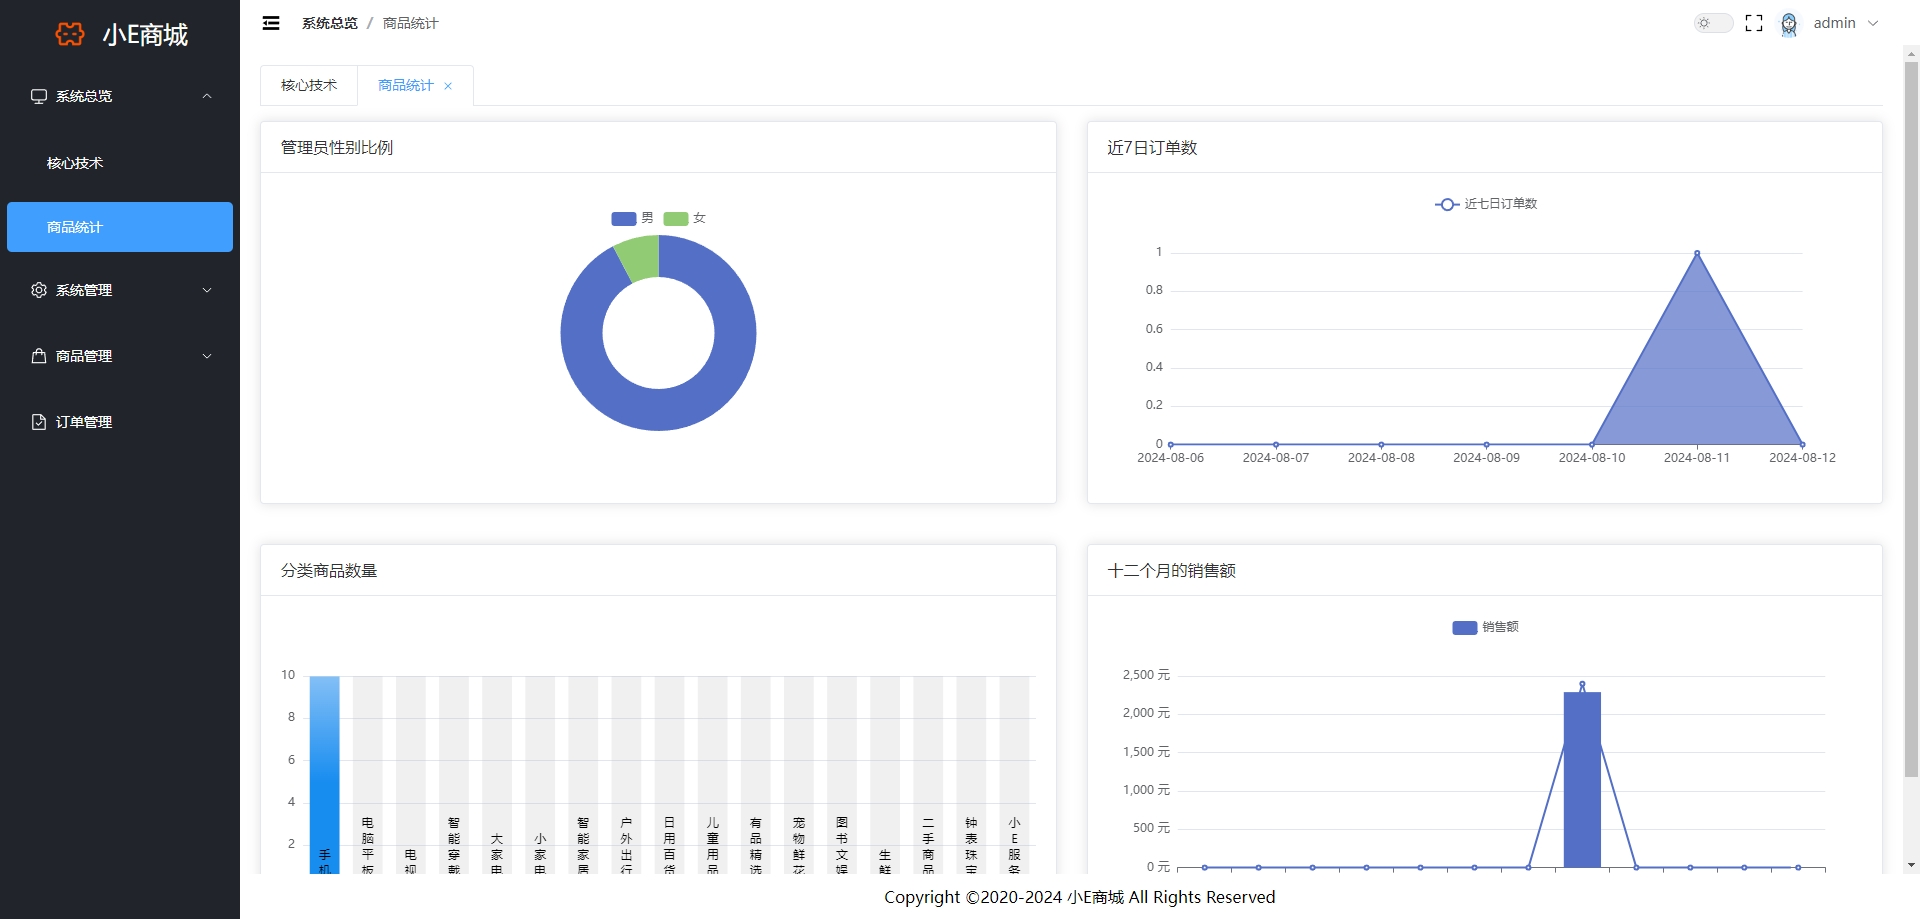 小E商城
系统总览
核心技术
商品统计
系统管理
商品管理
订单管理
系统总览 / 商品统计
admin
核心技术
商品统计
管理员性别比例
男 女
近7日订单数
近七日订单数
1
0.8
0.6
0.4
0.2
0
2024-08-06 2024-08-07 2024-08-08 2024-08-09 2024-08-10 2024-08-11 2024-08-12
分类商品数量
10
8
6
4
2
手机
电脑平板
电视
智能穿戴
大家电
小家电
智能家居
户外出行
日用百货
儿童用品
有品精选
宠物鲜花
图书文娱
生鲜
二手商品
钟表珠宝
小E服务
十二个月的销售额
销售额
2,500 元
2,000 元
1,500 元
1,000 元
500 元
0 元
Copyright ©2020-2024 小E商城 All Rights Reserved